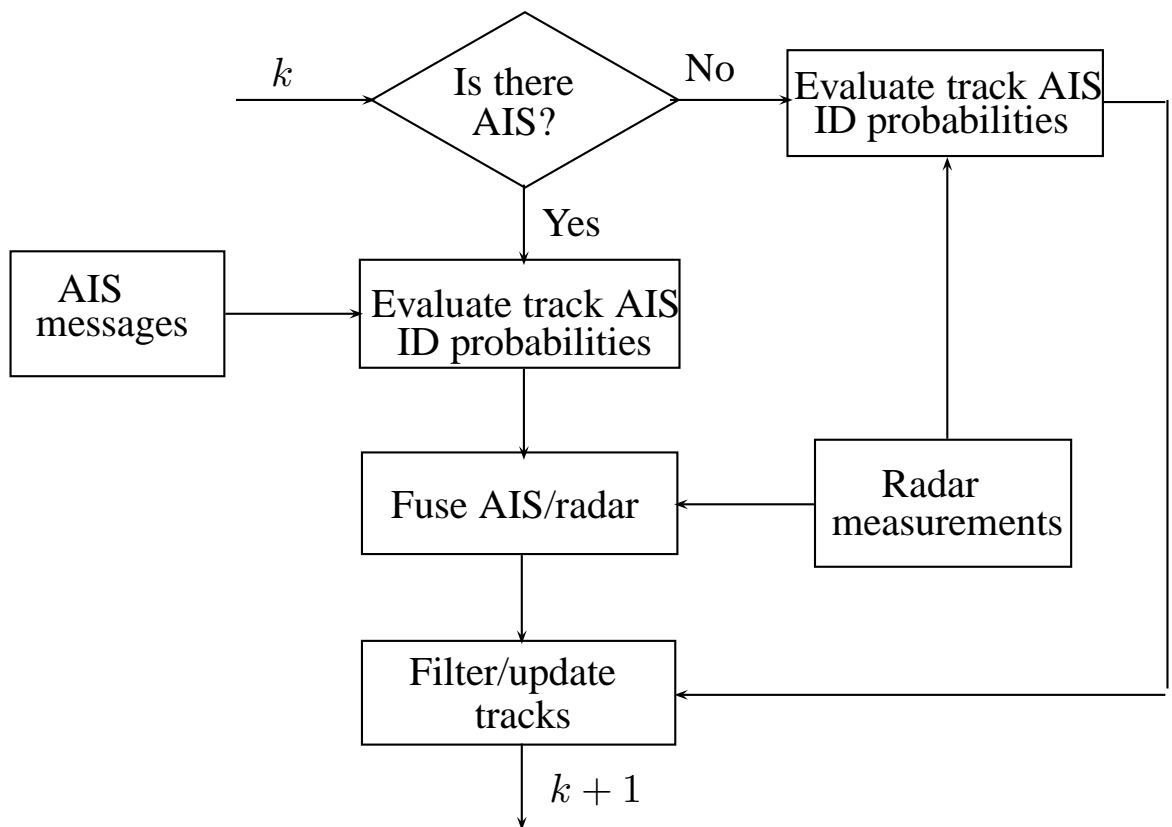 k
Is there
AIS?
No
Evaluate track AIS
ID probabilities
Yes
AIS
messages
Evaluate track AIS
ID probabilities
Fuse AIS/radar
Radar
measurements
Filter/update
tracks
k + 1